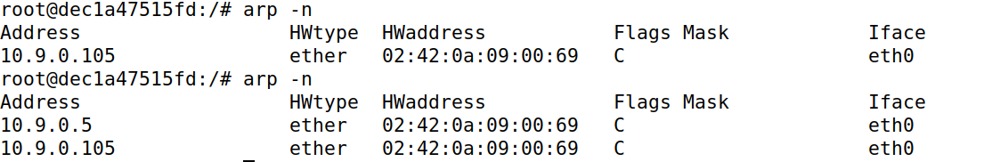 root@dec1a47515fd:/# arp -n
Address HWtype HWaddress Flags Mask Iface
10.9.0.105 ether 02:42:0a:09:00:69 C eth0
root@dec1a47515fd:/# arp -n
Address HWtype HWaddress Flags Mask Iface
10.9.0.5 ether 02:42:0a:09:00:69 C eth0
10.9.0.105 ether 02:42:0a:09:00:69 C eth0